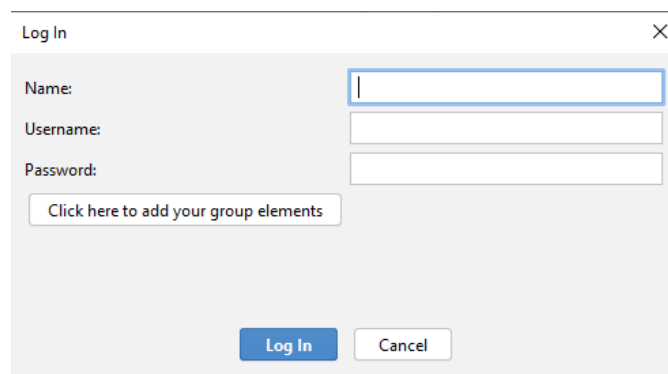 Log In
Name:
Username:
Password:
Click here to add your group elements
Log In Cancel